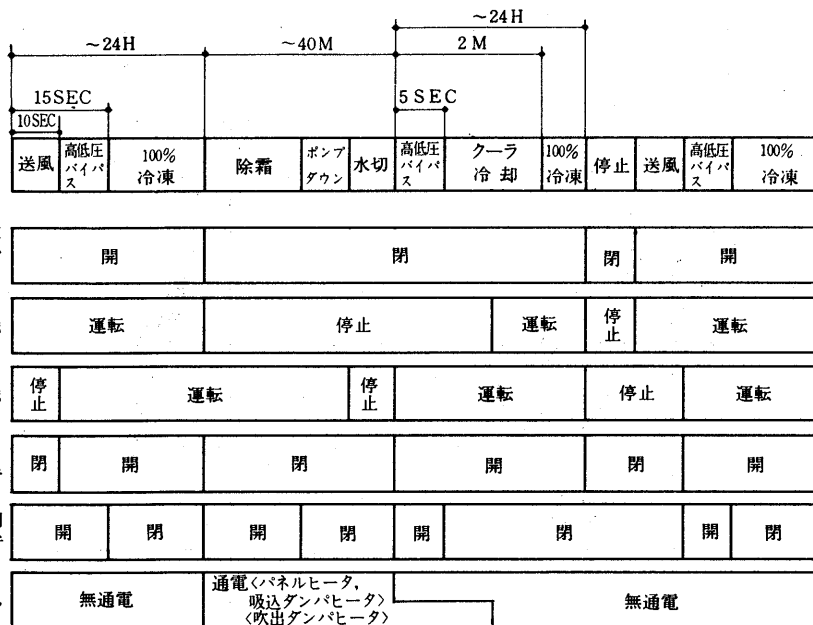 ~24H
~24H
~40M
2 M
15SEC
5 SEC
10SEC
送風
高低圧
バイパ
ス
100%
冷凍
除霜
ポンプ
ダウン
水切
高低圧
バイパ
ス
クーラ
冷却
100%
冷凍
停止
送風
高低圧
バイパ
ス
100%
冷凍
開
閉
閉
開
運転
停止
運転
停
止
運転
停
止
運転
停
止
運転
停止
運転
閉
開
閉
開
閉
開
開
閉
開
閉
開
閉
開
閉
無通電
通電〈パネルヒータ,
吸込ダンパヒータ〉
〈吹出ダンパヒータ〉
無通電